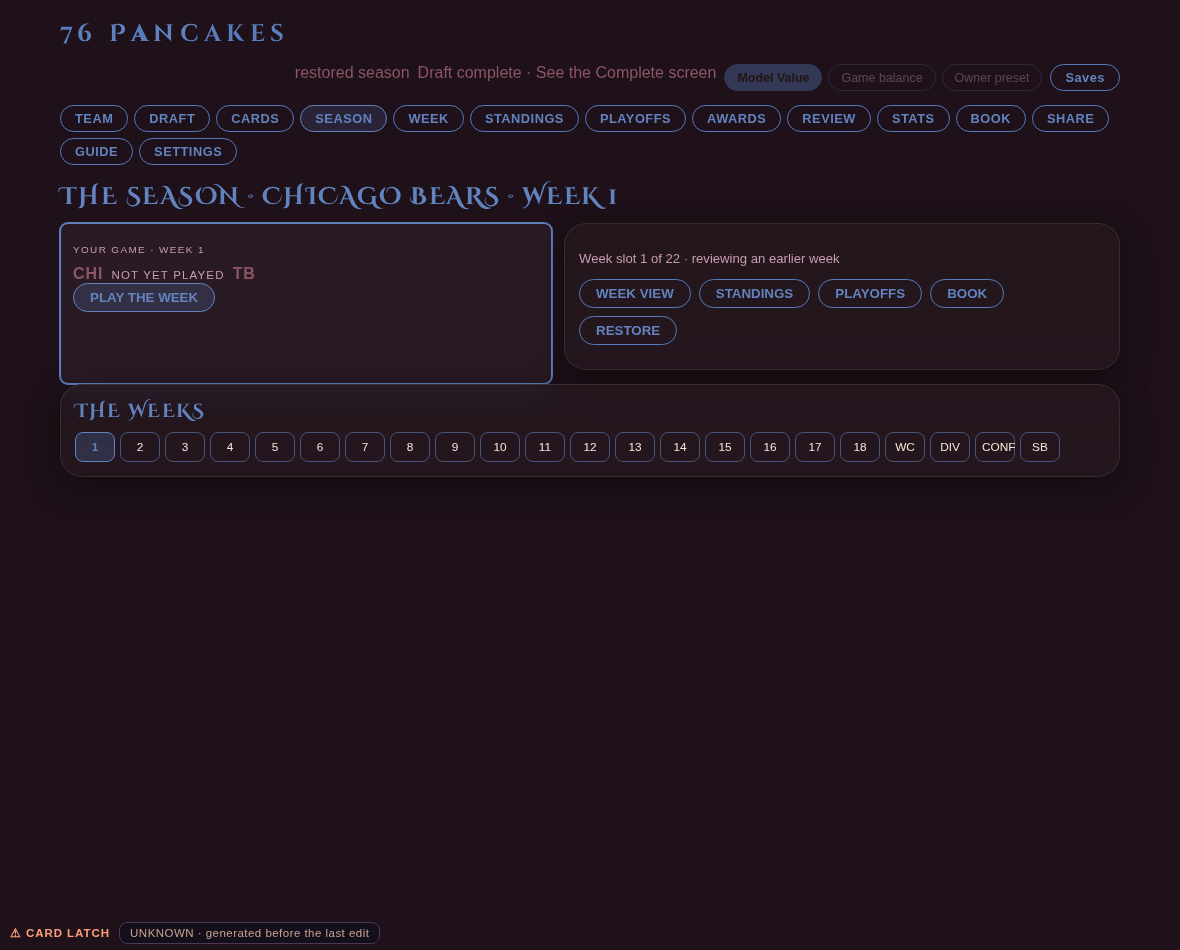 76 PANCAKES
restored season Draft complete · See the Complete screen Model Value Game balance Owner preset Saves
TEAM DRAFT CARDS SEASON WEEK STANDINGS PLAYOFFS AWARDS REVIEW STATS BOOK SHARE
GUIDE SETTINGS
THE SEASON · CHICAGO BEARS · WEEK 1
YOUR GAME · WEEK 1
CHI NOT YET PLAYED TB
PLAY THE WEEK
Week slot 1 of 22 · reviewing an earlier week
WEEK VIEW STANDINGS PLAYOFFS BOOK
RESTORE
THE WEEKS
1 2 3 4 5 6 7 8 9 10 11 12 13 14 15 16 17 18 WC DIV CONF SB
⚠ CARD LATCH UNKNOWN · generated before the last edit